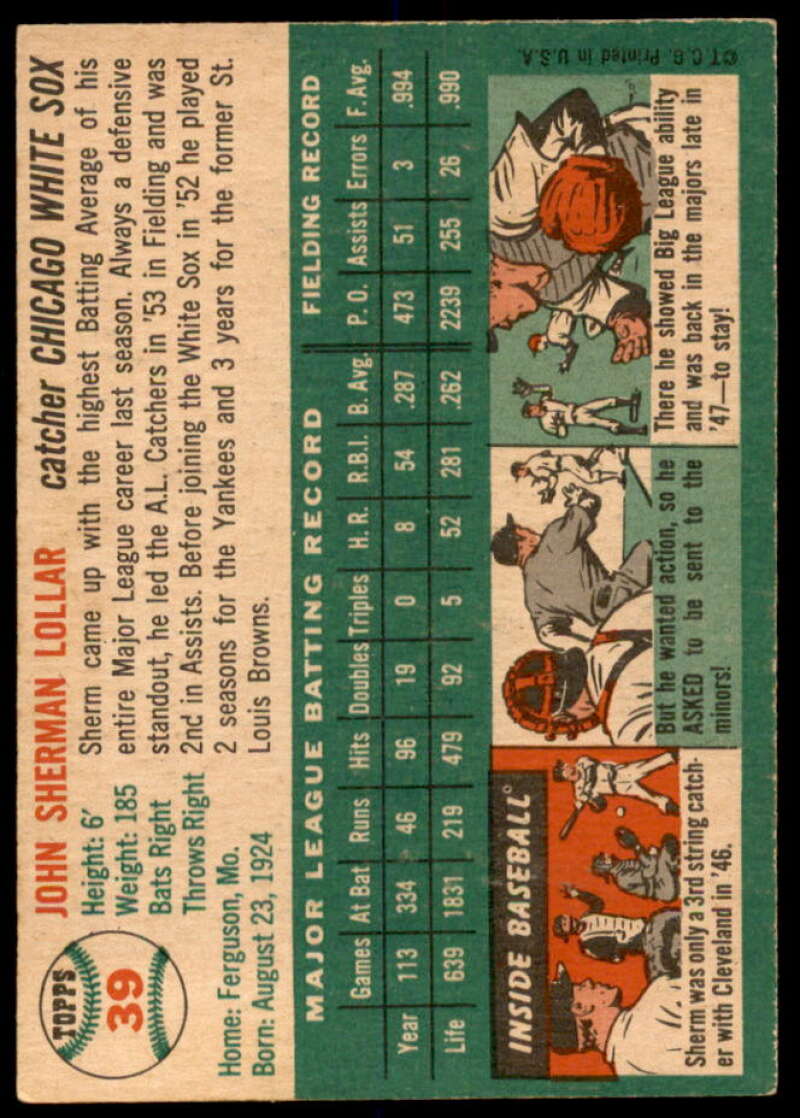 TOPPS
39
JOHN SHERMAN LOLLAR catcher CHICAGO WHITE SOX
Height: 6'
Weight: 185
Bats Right
Throws Right
Home: Ferguson, Mo.
Born: August 23, 1924
Sherm came up with the highest Batting Average of his
entire Major League career last season. Always a defensive
standout, he led the A.L. Catchers in '53 in Fielding and was
2nd in Assists. Before joining the White Sox in '52 he played
2 seasons for the Yankees and 3 years for the former St.
Louis Browns.
MAJOR LEAGUE BATTING RECORD FIELDING RECORD
Games At Bat Runs Hits Doubles Triples H. R. R.B.I. B. Avg. P. O. Assists Errors F. Avg.
Year 113 334 46 96 19 0 8 54 .287 473 51 3 .994
Life 639 1831 219 479 92 5 52 281 .262 2239 255 26 .990
INSIDE BASEBALL
Sherm was only a 3rd string catch-
er with Cleveland in '46.
But he wanted action, so he
ASKED to be sent to the
minors!
There he showed Big League ability
and was back in the majors late in
'47—to stay!
©T. C. G. Printed in U.S.A.